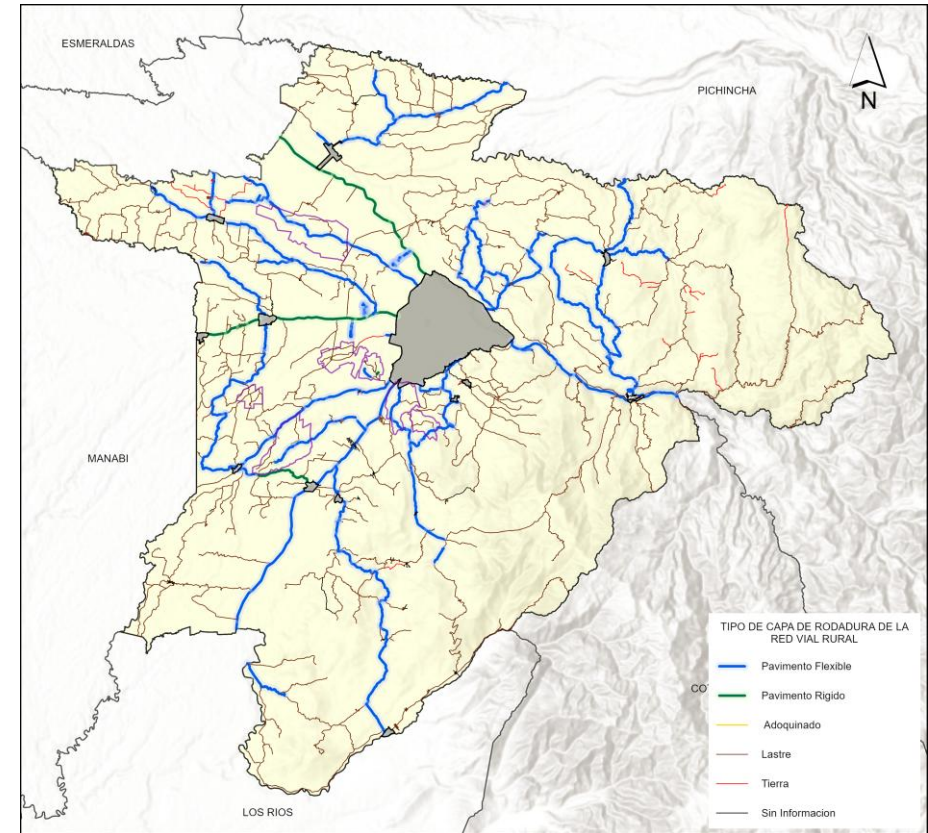 ESMERALDAS
PICHINCHA
N
MANABI
TIPO DE CAPA DE RODADURA DE LA
RED VIAL RURAL
Pavimento Flexible
Pavimento Rigido
CO
Adoquinado
Lastre
Tierra
Sin Informacion
LOS RIOS